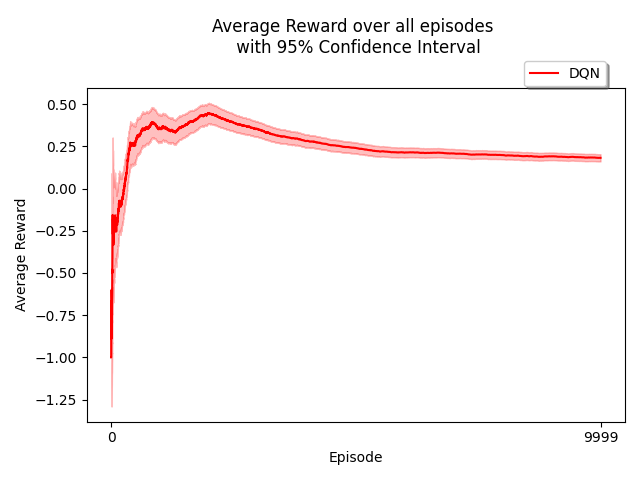 Average Reward over all episodes
with 95% Confidence Interval
DQN
0.50
0.25
0.00
−0.25
−0.50
−0.75
−1.00
−1.25
Average Reward
0
9999
Episode